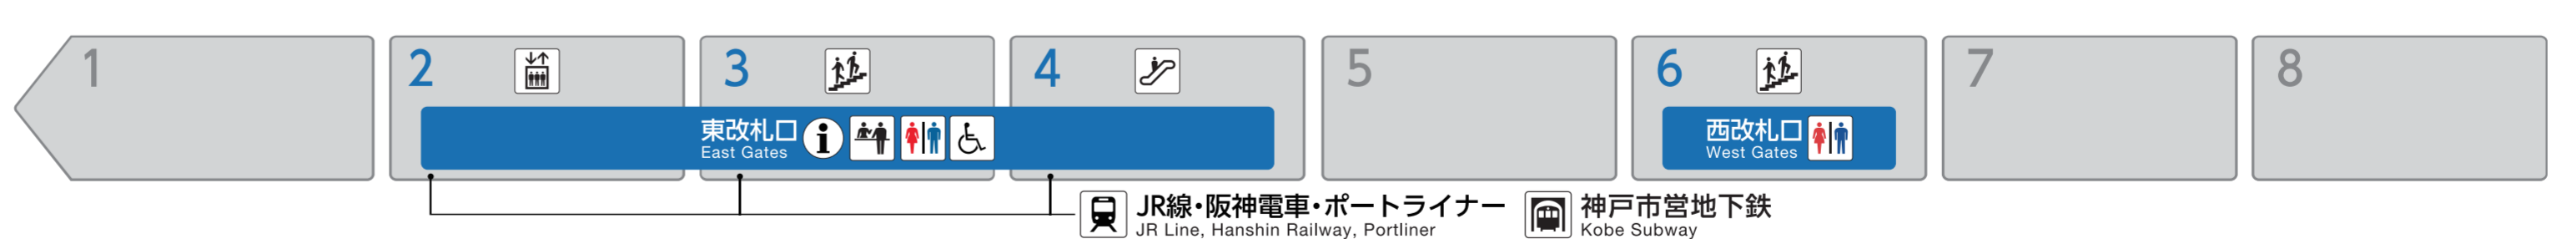 1
2
3
4
5
6
7
8
東改札口
East Gates
西改札口
West Gates
JR線・阪神電車・ポートライナー
JR Line, Hanshin Railway, Portliner
神戸市営地下鉄
Kobe Subway